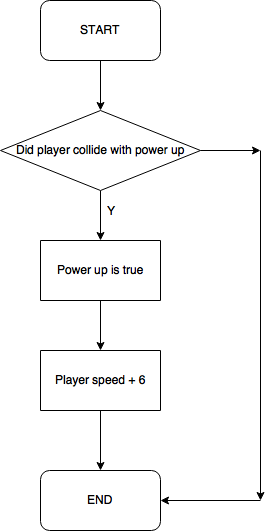 START
Did player collide with power up
Y
Power up is true
Player speed + 6
END